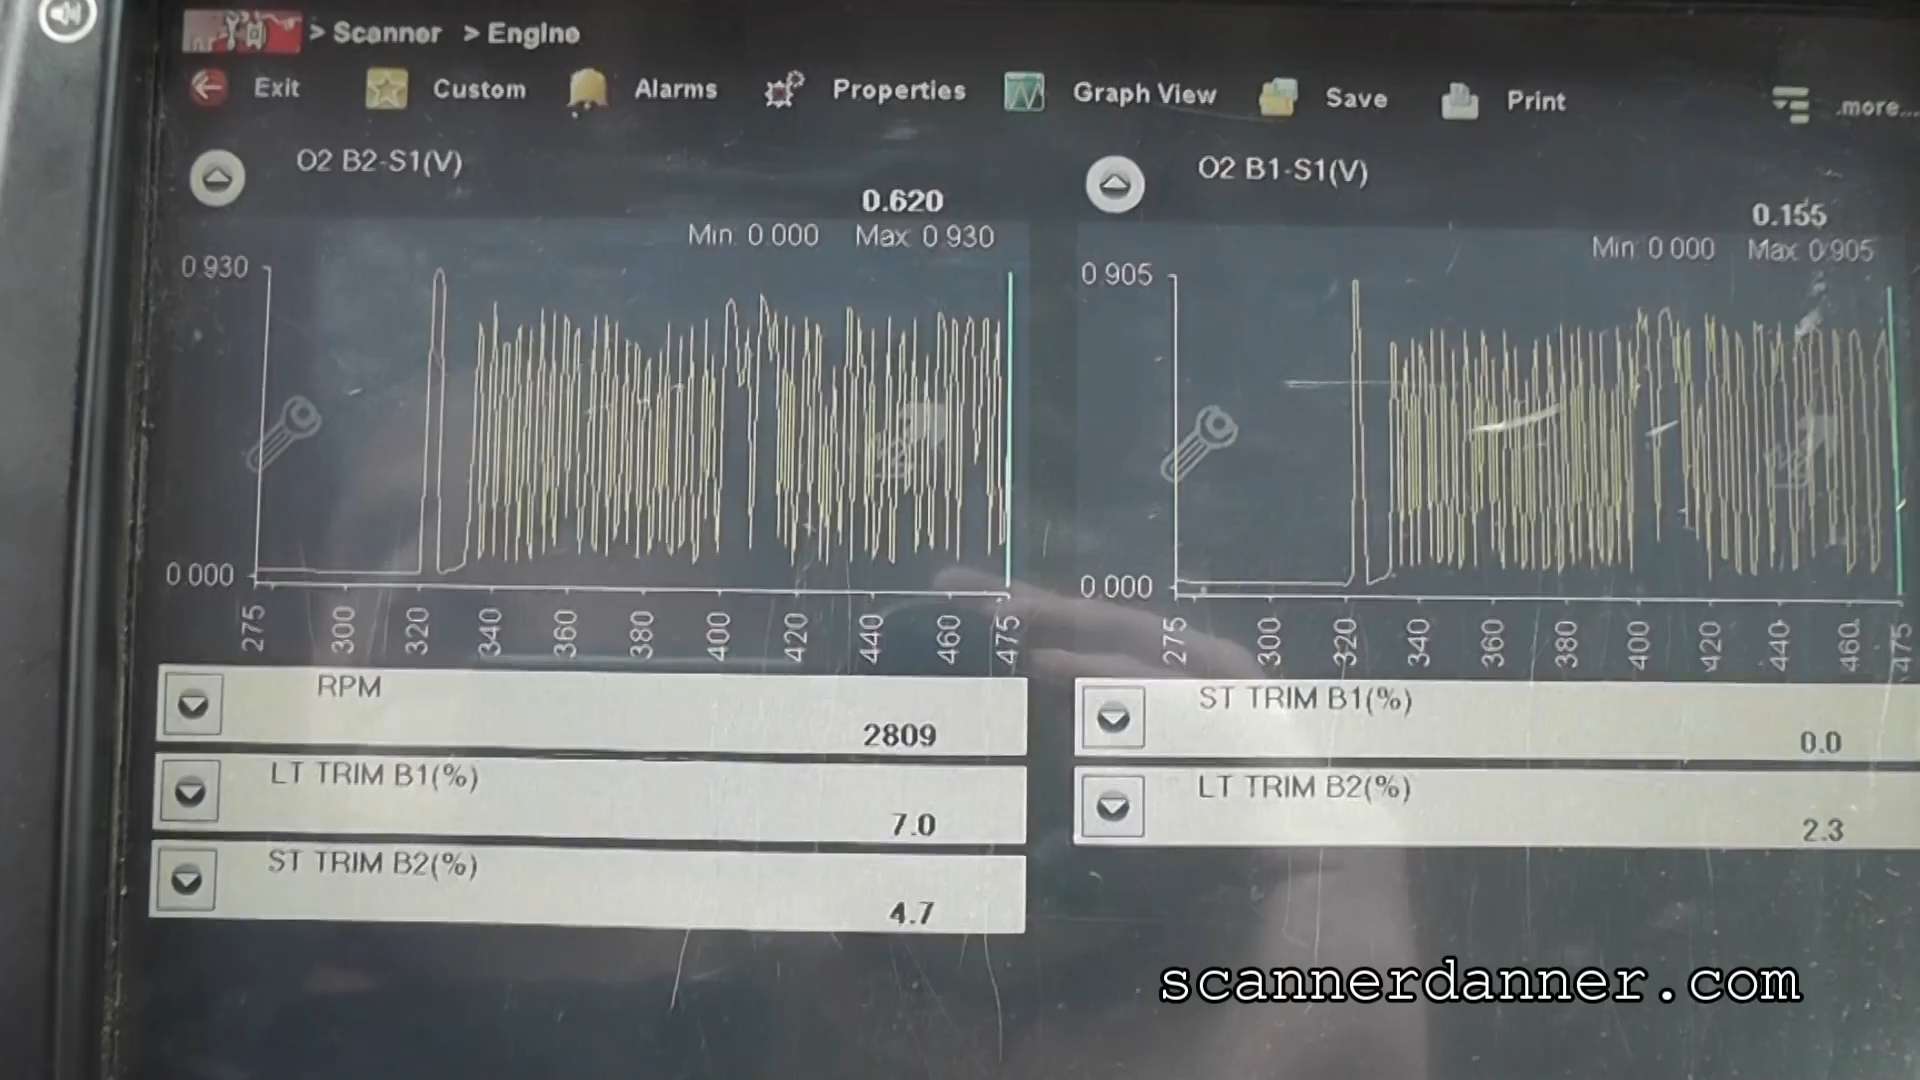 > Scanner > Engine
Exit Custom Alarms Properties Graph View Save Print .more...
O2 B2-S1(V)
0.620
Min 0.000 Max 0.930
0.930
0.000
275 300 320 340 360 380 400 420 440 460 475
O2 B1-S1(V)
0.155
Min 0.000 Max 0.905
0.905
0.000
275 300 320 340 360 380 400 420 440 460 475
RPM
2809
ST TRIM B1(%)
0.0
LT TRIM B1(%)
7.0
LT TRIM B2(%)
2.3
ST TRIM B2(%)
4.7
scannerdanner.com